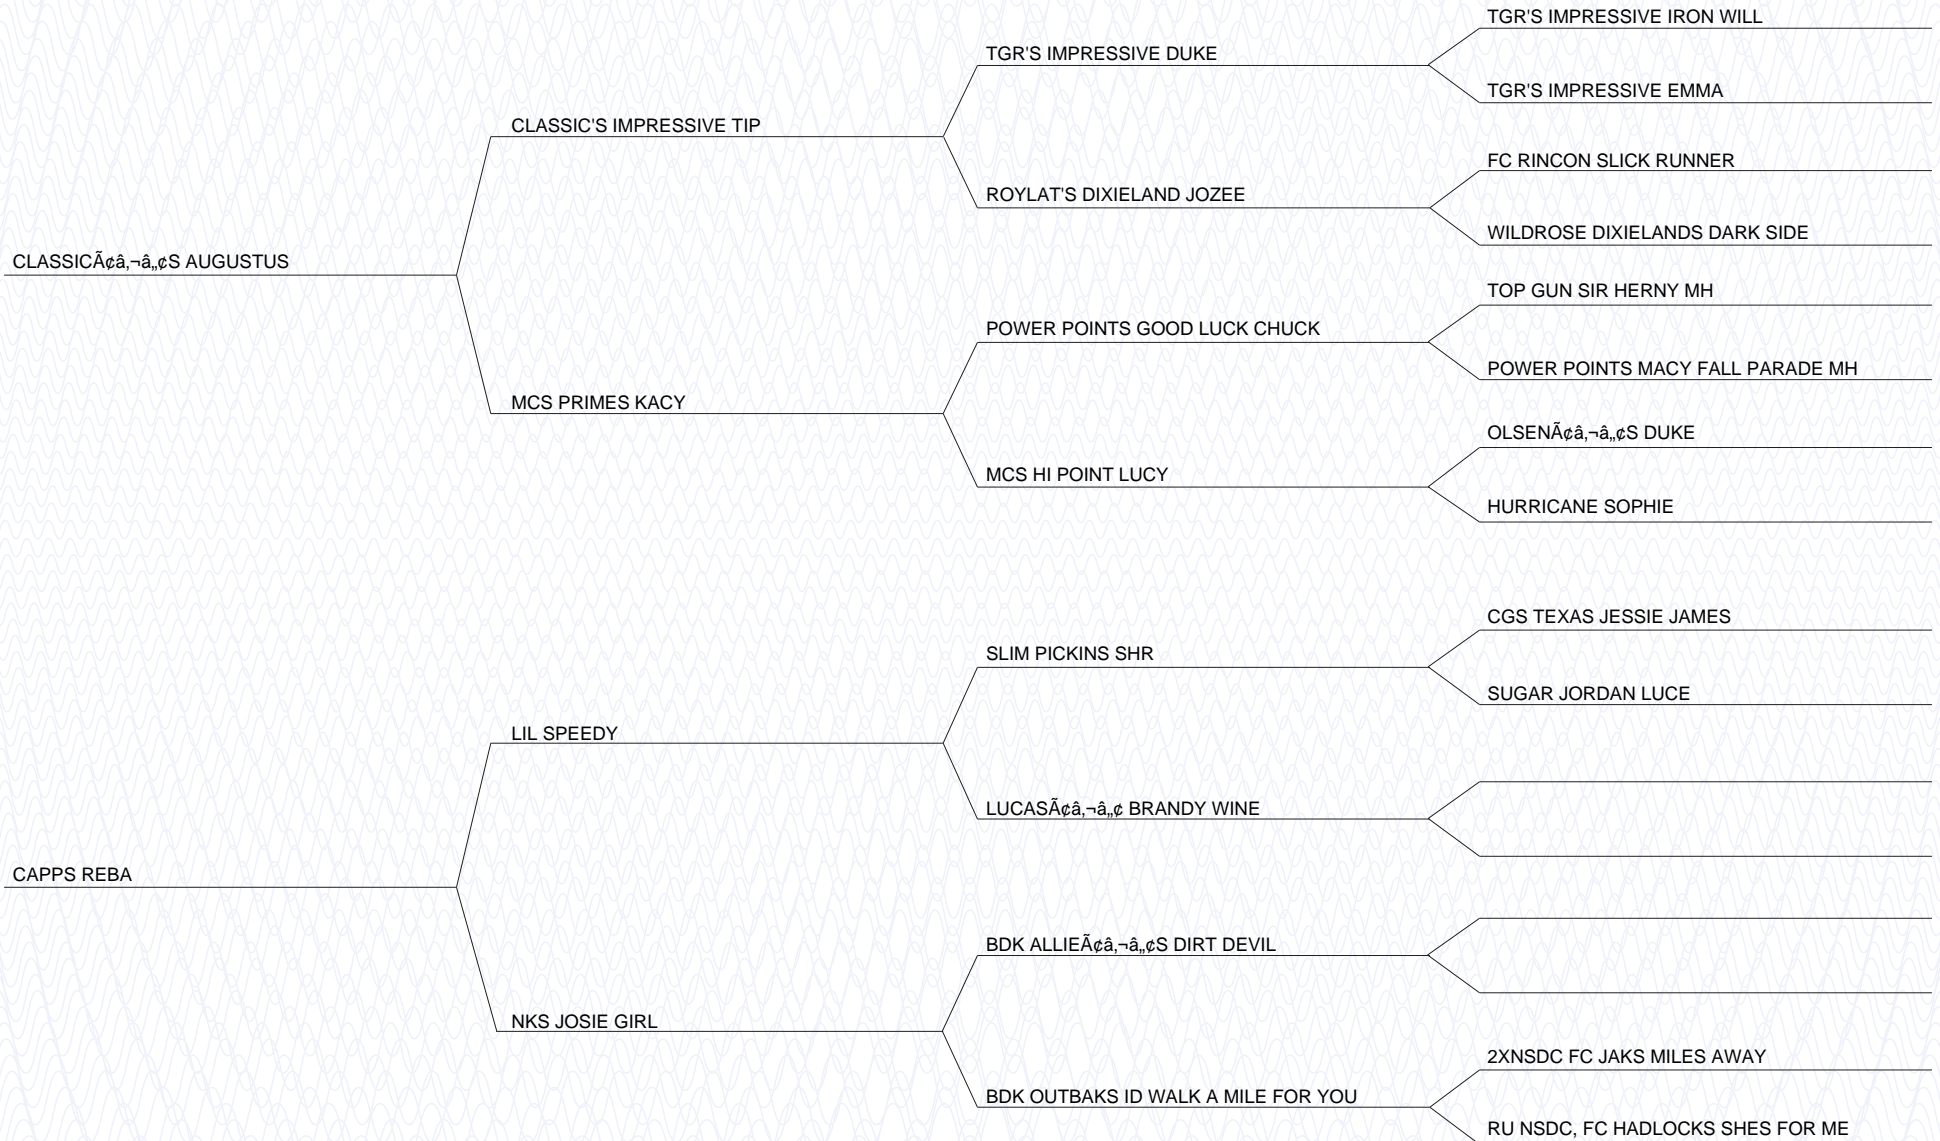 TGR'S IMPRESSIVE IRON WILL
TGR'S IMPRESSIVE DUKE
TGR'S IMPRESSIVE EMMA
CLASSIC'S IMPRESSIVE TIP
FC RINCON SLICK RUNNER
ROYLAT'S DIXIELAND JOZEE
WILDROSE DIXIELANDS DARK SIDE
CLASSICÃ¢â‚¬â„¢S AUGUSTUS
TOP GUN SIR HERNY MH
POWER POINTS GOOD LUCK CHUCK
POWER POINTS MACY FALL PARADE MH
MCS PRIMES KACY
OLSENÃ¢â‚¬â„¢S DUKE
MCS HI POINT LUCY
HURRICANE SOPHIE
CGS TEXAS JESSIE JAMES
SLIM PICKINS SHR
SUGAR JORDAN LUCE
LIL SPEEDY
LUCASÃ¢â‚¬â„¢ BRANDY WINE
CAPPS REBA
BDK ALLIEÃ¢â‚¬â„¢S DIRT DEVIL
NKS JOSIE GIRL
2XNSDC FC JAKS MILES AWAY
BDK OUTBAKS ID WALK A MILE FOR YOU
RU NSDC, FC HADLOCKS SHES FOR ME